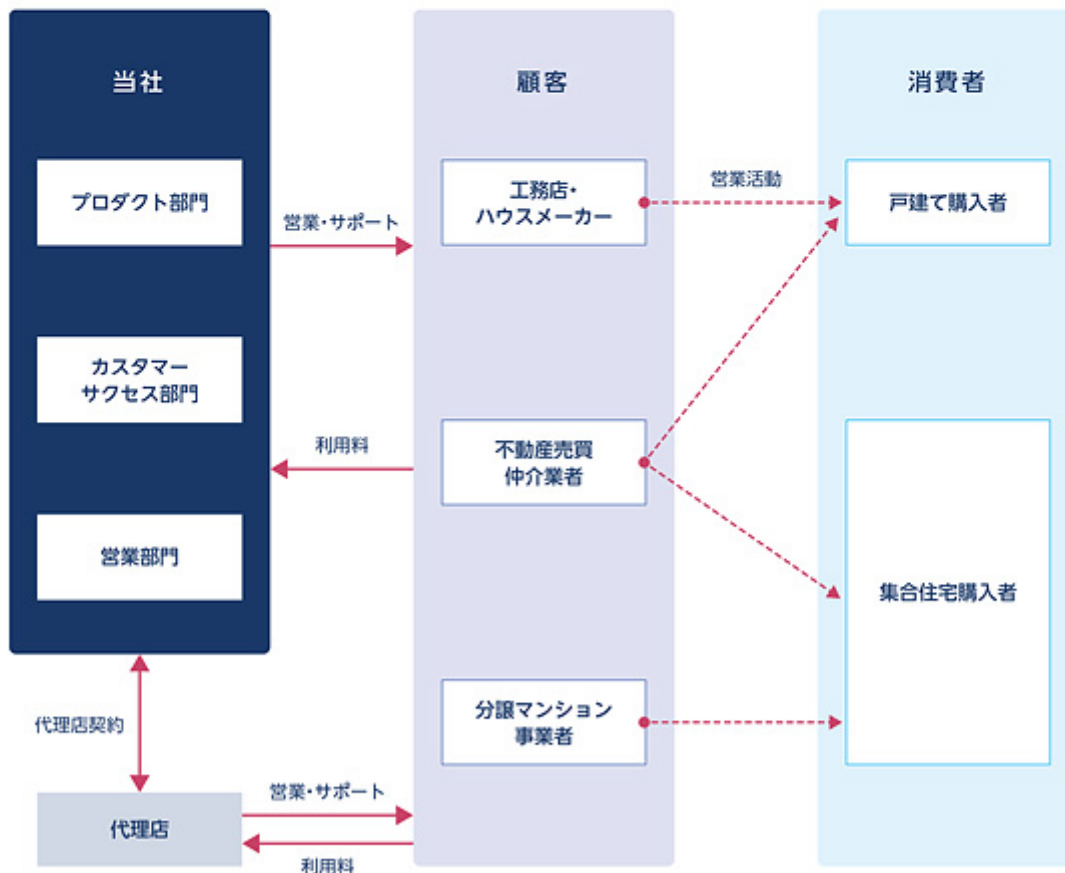 当社
プロダクト部門
カスタマー
サクセス部門
営業部門
代理店契約
代理店
営業・サポート
利用料
営業・サポート
利用料
顧客
工務店・
ハウスメーカー
不動産売買
仲介業者
分譲マンション
事業者
営業活動
消費者
戸建て購入者
集合住宅購入者